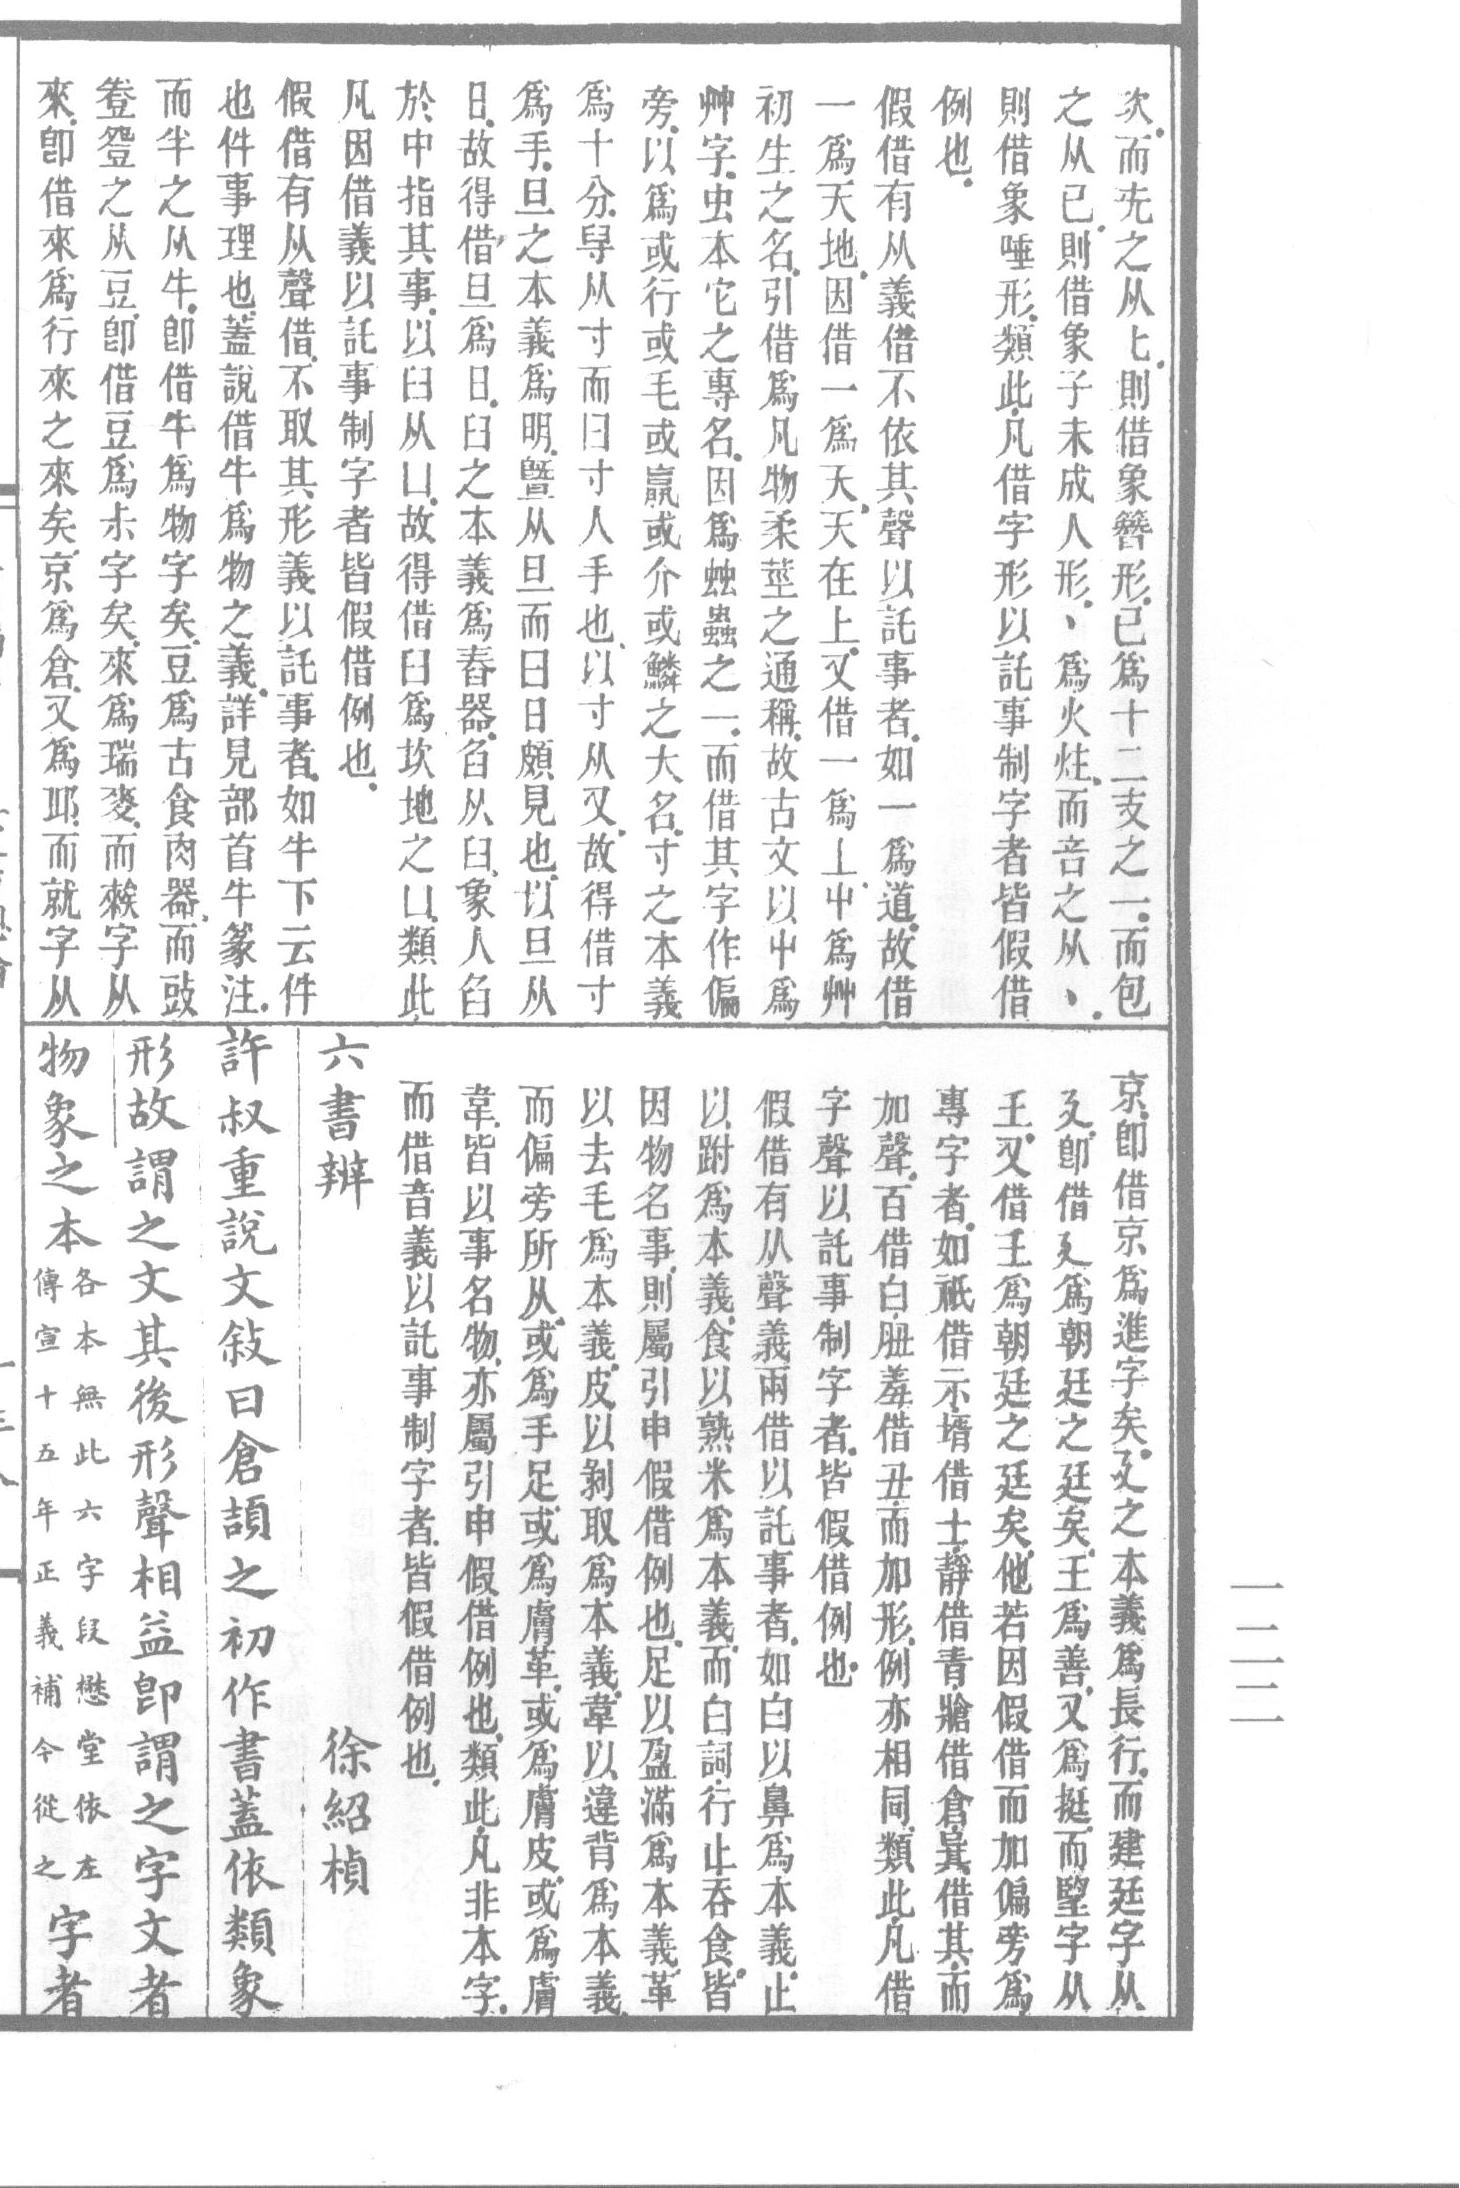 次而兂之从匕則借象簪形已爲十二支之一而包
之从已則借象子未成人形丶爲火炷而音之从丶
則借象唾形類此凡借字形以託事制字者皆假借
例也
假借有从義借不依其聲以託事者如一爲道故借
一爲天地因借一爲天天在上又借一爲丄屮爲艸
初生之名引借爲凡物柔莖之通稱故古文以屮爲
艸字虫本它之專名因爲䖵蟲之一而借其字作偏
旁以爲或行或毛或蠃或介或鱗之大名寸之本義
爲十分㝵从寸而曰寸人手也以寸从又故得借寸
爲手旦之本義爲明暨从旦而曰日頗見也以旦从
日故得借旦爲日臼之本義爲舂器臽从臼象人臽
於中指其事以臼从凵故得借臼爲坎地之凵類此
凡因借義以託事制字者皆假借例也
假借有从聲借不取其形義以託事者如牛下云件
也件事理也蓋說借牛爲物之義詳見部首牛篆注
而半之从牛卽借牛爲物字矣豆爲古食肉器而豉
䇺䇺之从豆卽借豆爲尗字矣來爲瑞麥而䅘字从
來卽借來爲行來之來矣京爲倉又爲邱而就字从
京卽借京爲進字矣廴之本義爲長行而建廷字从
廴卽借廴爲朝廷之廷矣𡈼爲善又爲挺而朢字从
𡈼又借𡈼爲朝廷之廷矣他若因假借而加偏旁爲
專字者如祇借示壻借士靜借青牄借倉䢋借其而
加聲百借白䏔羞借丑而加形例亦相同類此凡借
字聲以託事制字者皆假借例也
假借有从聲義兩借以託事者如白以鼻爲本義止
以跗爲本義食以熟米爲本義而白詞行止吞食皆
因物名事則屬引申假借例也足以盈滿爲本義革
以去毛爲本義皮以剝取爲本義韋以違背爲本義
而偏旁所从或爲手足或爲膚革或爲膚皮或爲膚
韋皆以事名物亦屬引申假借例也類此凡非本字
而借音義以託事制字者皆假借例也
六書辨 徐紹楨
許叔重說文敍曰倉頡之初作書蓋依類象
形故謂之文其後形聲相益卽謂之字文者
物象之本各本無此六字段懋堂依左傳宣十五年正義補今從之字者
一二二